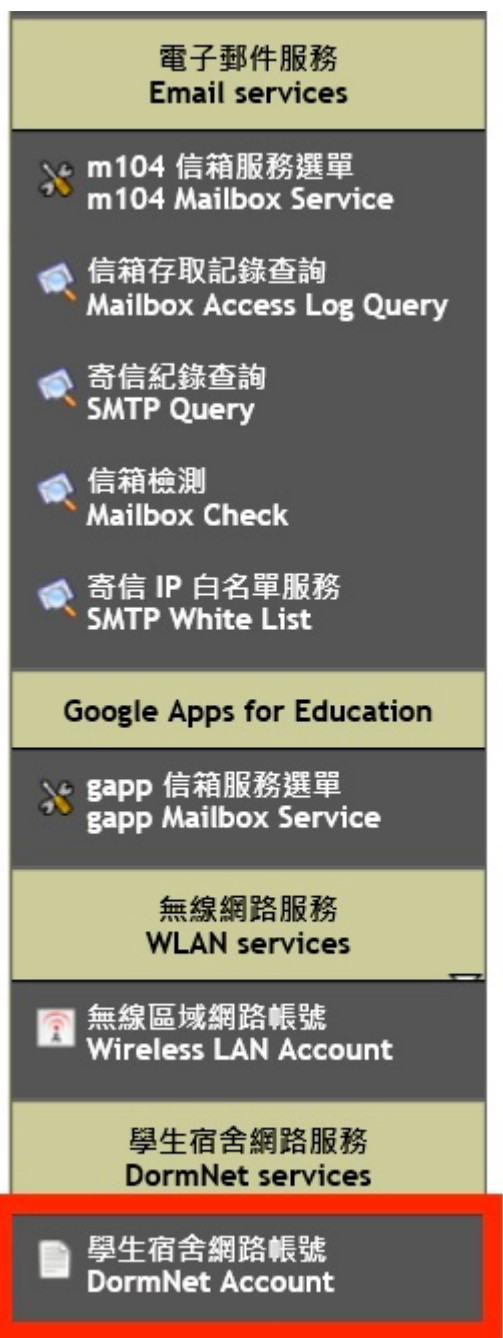 電子郵件服務
Email services
m104 信箱服務選單
m104 Mailbox Service
信箱存取記錄查詢
Mailbox Access Log Query
寄信紀錄查詢
SMTP Query
信箱檢測
Mailbox Check
寄信 IP 白名單服務
SMTP White List
Google Apps for Education
gapp 信箱服務選單
gapp Mailbox Service
無線網路服務
WLAN services
無線區域網路帳號
Wireless LAN Account
學生宿舍網路服務
DormNet services
學生宿舍網路帳號
DormNet Account